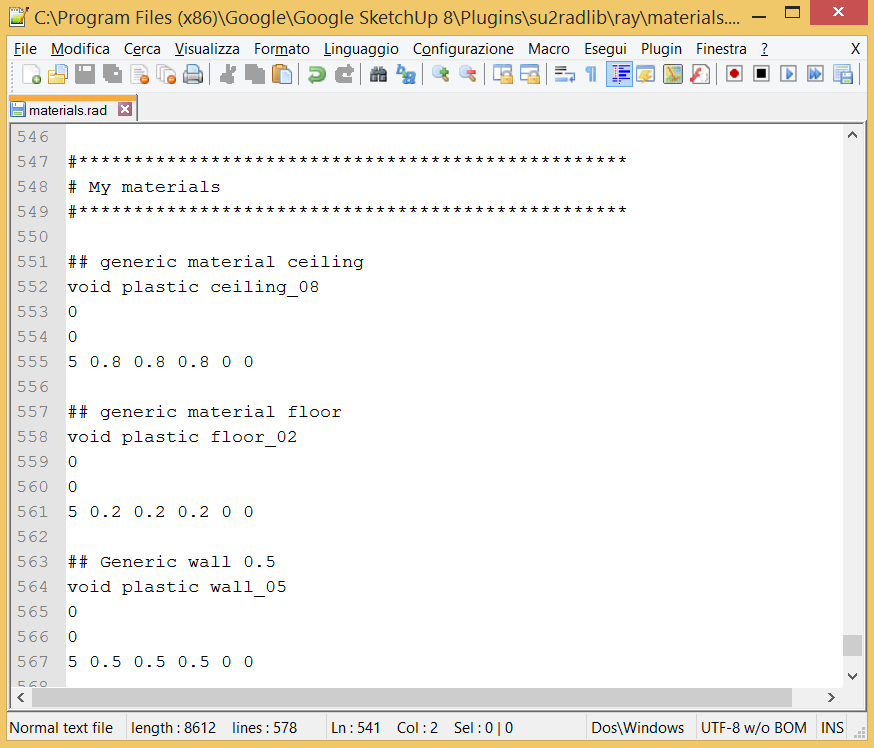 C:\Program Files (x86)\Google\Google SketchUp 8\Plugins\su2radlib\ray\materials....
File Modifica Cerca Visualizza Formato Linguaggio Configurazione Macro Esegui Plugin Finestra ? X
materials.rad
546
547 #**************************************************
548 # My materials
549 #**************************************************
550
551 ## generic material ceiling
552 void plastic ceiling_08
553 0
554 0
555 5 0.8 0.8 0.8 0 0
556
557 ## generic material floor
558 void plastic floor_02
559 0
560 0
561 5 0.2 0.2 0.2 0 0
562
563 ## Generic wall 0.5
564 void plastic wall_05
565 0
566 0
567 5 0.5 0.5 0.5 0 0
568
Normal text file length : 8612 lines : 578 Ln : 541 Col : 2 Sel : 0 | 0 Dos\Windows UTF-8 w/o BOM INS